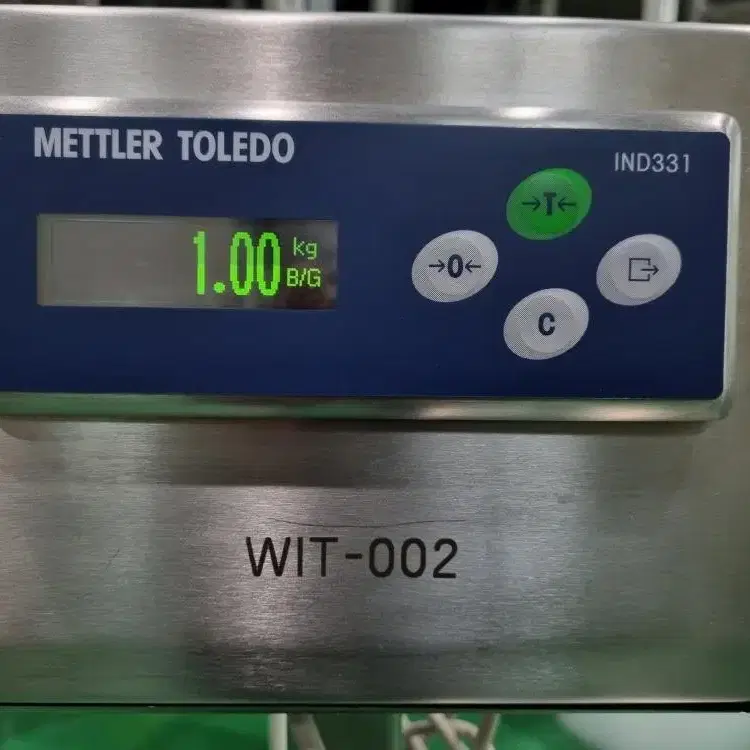 METTLER TOLEDO
IND331
1.00 kg
B/G
→T←
→0←
C
WIT-002